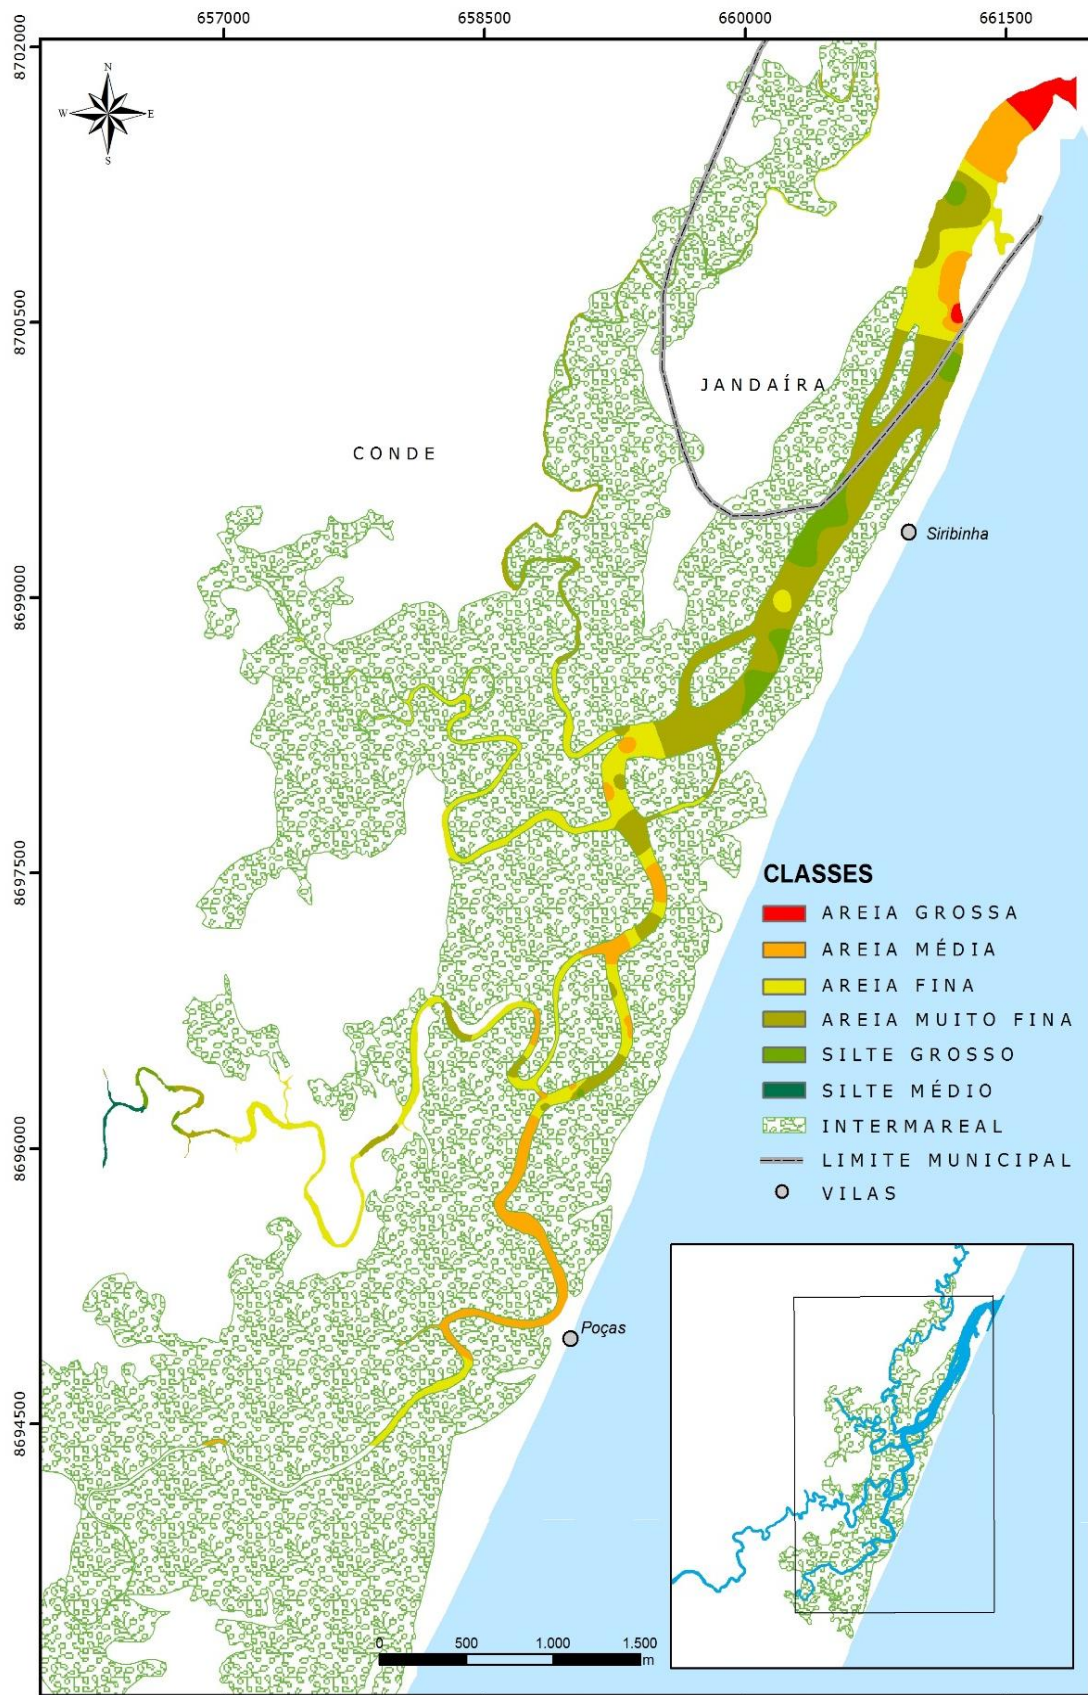 657000 658500 660000 661500
8702000
N
W E
S
8700500
JANDAÍRA
CONDE
Siribinha
8699000
8697500
CLASSES
AREIA GROSSA
AREIA MÉDIA
AREIA FINA
AREIA MUITO FINA
SILTE GROSSO
SILTE MÉDIO
INTERMAREAL
LIMITE MUNICIPAL
VILAS
8696000
Poças
8694500
0 500 1.000 1.500
m